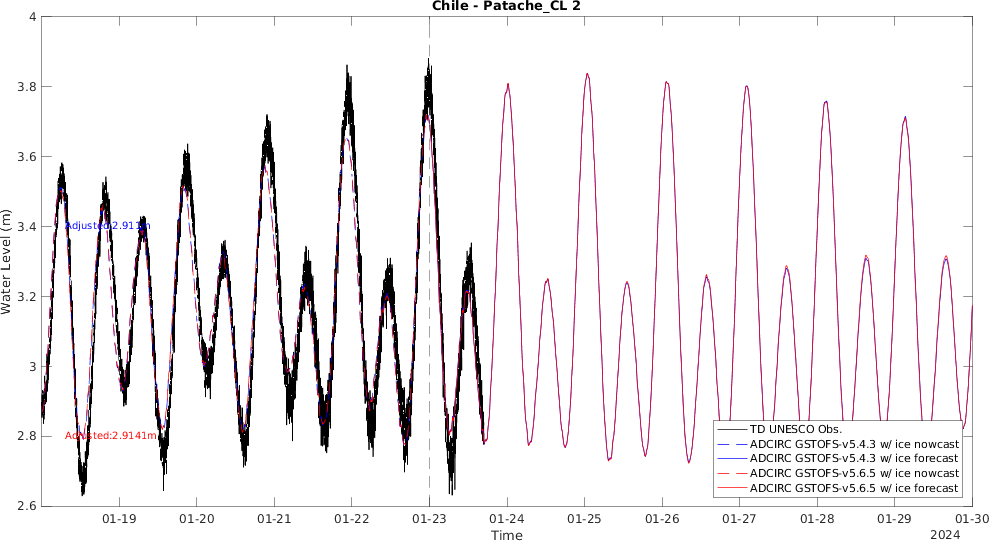 Chile - Patache_CL 2
4
3.8
3.6
3.4
3.2
3
2.8
2.6
Water Level (m)
Adjusted:2.911
Adjusted:2.9141m
01-19
01-20
01-21
01-22
01-23
01-24
01-25
01-26
01-27
01-28
01-29
01-30
Time
2024
TD UNESCO Obs.
ADCIRC GSTOFS-v5.4.3 w/ ice nowcast
ADCIRC GSTOFS-v5.4.3 w/ ice forecast
ADCIRC GSTOFS-v5.6.5 w/ ice nowcast
ADCIRC GSTOFS-v5.6.5 w/ ice forecast